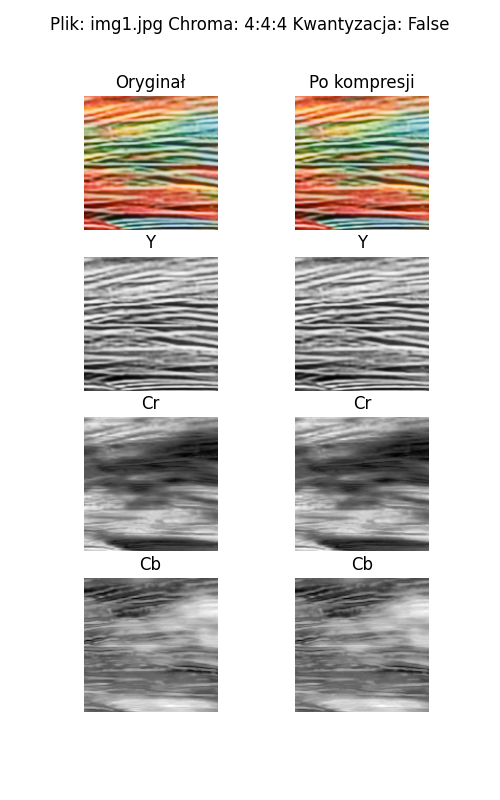 Plik: img1.jpg Chroma: 4:4:4 Kwantyzacja: False
Oryginał Po kompresji
Y Y
Cr Cr
Cb Cb